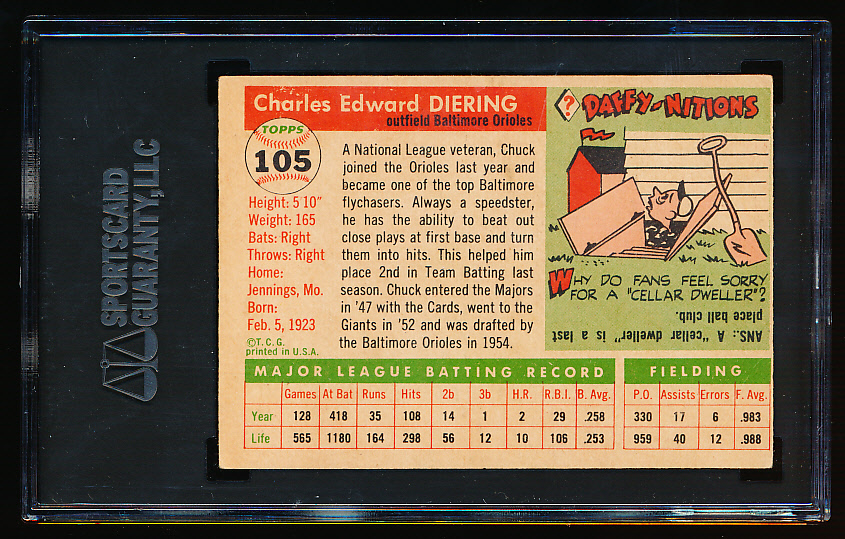 SPORTSCARD
GUARANTY, LLC
Charles Edward DIERING
outfield Baltimore Orioles
TOPPS
105
Height: 5 10"
Weight: 165
Bats: Right
Throws: Right
Home:
Jennings, Mo.
Born:
Feb. 5, 1923
©T. C. G.
printed in U.S.A.
A National League veteran, Chuck
joined the Orioles last year and
became one of the top Baltimore
flychasers. Always a speedster,
he has the ability to beat out
close plays at first base and turn
them into hits. This helped him
place 2nd in Team Batting last
season. Chuck entered the Majors
in '47 with the Cards, went to the
Giants in '52 and was drafted by
the Baltimore Orioles in 1954.
? DAFFY-NITIONS
WHY DO FANS FEEL SORRY
FOR A "CELLAR DWELLER"?
ANS.: A "cellar dweller" is a last
place ball club.
MAJOR LEAGUE BATTING RECORD
Games At Bat Runs Hits 2b 3b H.R. R.B.I. B. Avg.
Year 128 418 35 108 14 1 2 29 .258
Life 565 1180 164 298 56 12 10 106 .253
FIELDING
P.O. Assists Errors F. Avg.
330 17 6 .983
959 40 12 .988